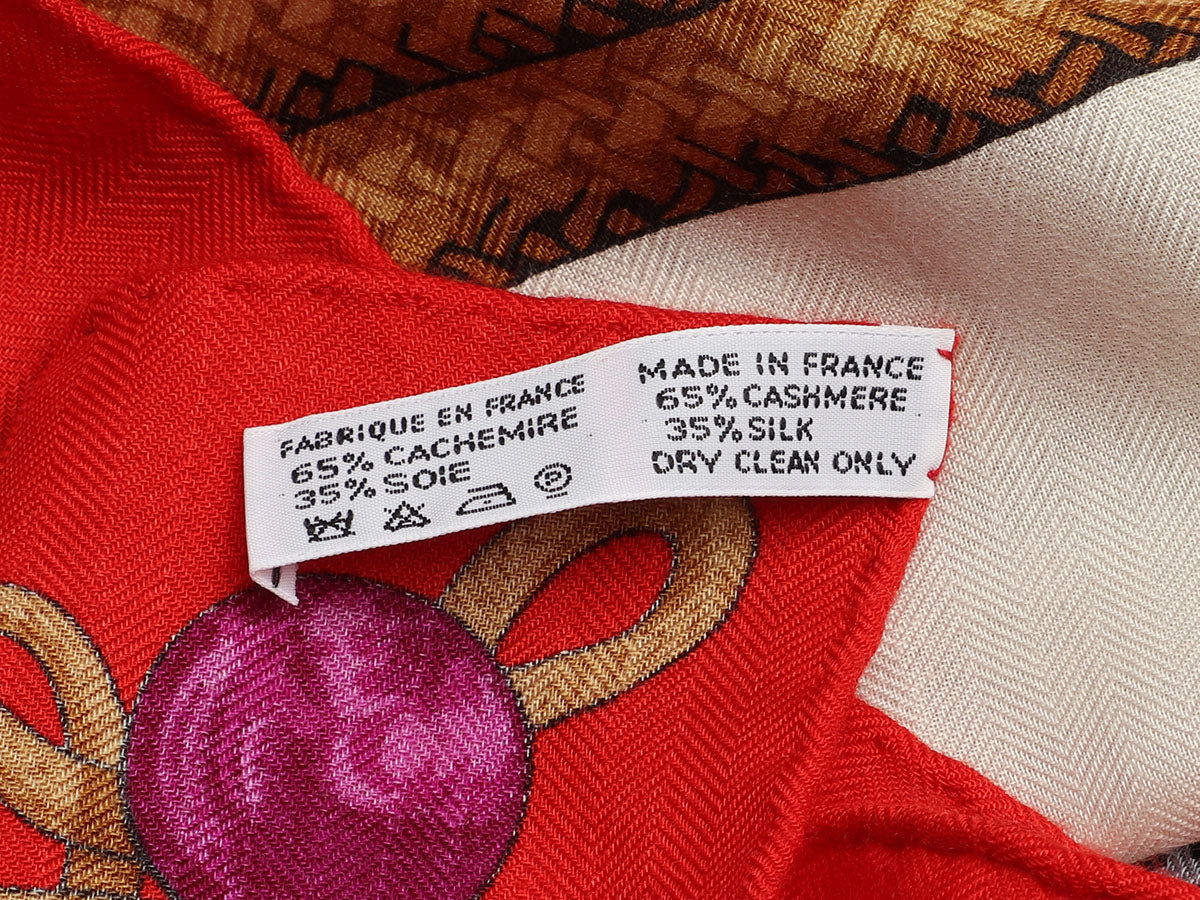 FABRIQUE EN FRANCE
65% CACHEMIRE
35% SOIE
P
MADE IN FRANCE
65% CASHMERE
35% SILK
DRY CLEAN ONLY